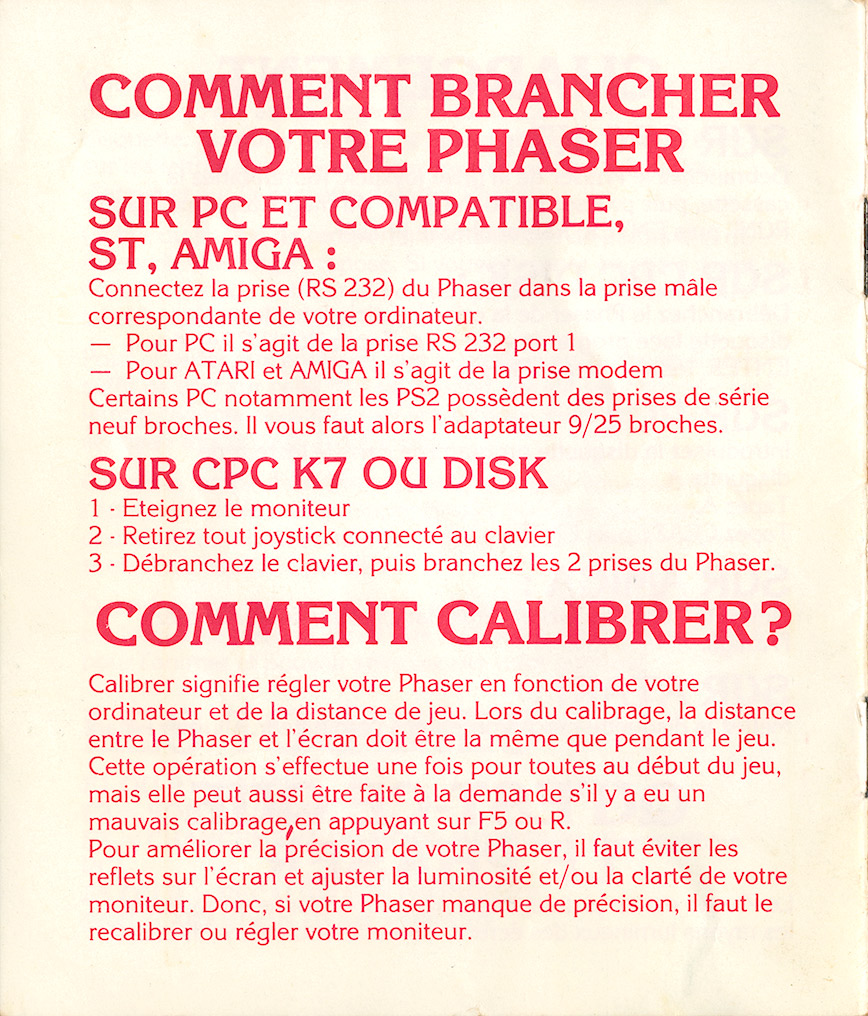 COMMENT BRANCHER
VOTRE PHASER
SUR PC ET COMPATIBLE,
ST, AMIGA :
Connectez la prise (RS 232) du Phaser dans la prise mâle
correspondante de votre ordinateur.
— Pour PC il s'agit de la prise RS 232 port 1
— Pour ATARI et AMIGA il s'agit de la prise modem
Certains PC notamment les PS2 possèdent des prises de série
neuf broches. Il vous faut alors l'adaptateur 9/25 broches.
SUR CPC K7 OU DISK
1 - Eteignez le moniteur
2 - Retirez tout joystick connecté au clavier
3 - Débranchez le clavier, puis branchez les 2 prises du Phaser.
COMMENT CALIBRER?
Calibrer signifie régler votre Phaser en fonction de votre
ordinateur et de la distance de jeu. Lors du calibrage, la distance
entre le Phaser et l'écran doit être la même que pendant le jeu.
Cette opération s'effectue une fois pour toutes au début du jeu,
mais elle peut aussi être faite à la demande s'il y a eu un
mauvais calibrage, en appuyant sur F5 ou R.
Pour améliorer la précision de votre Phaser, il faut éviter les
reflets sur l'écran et ajuster la luminosité et/ou la clarté de votre
moniteur. Donc, si votre Phaser manque de précision, il faut le
recalibrer ou régler votre moniteur.